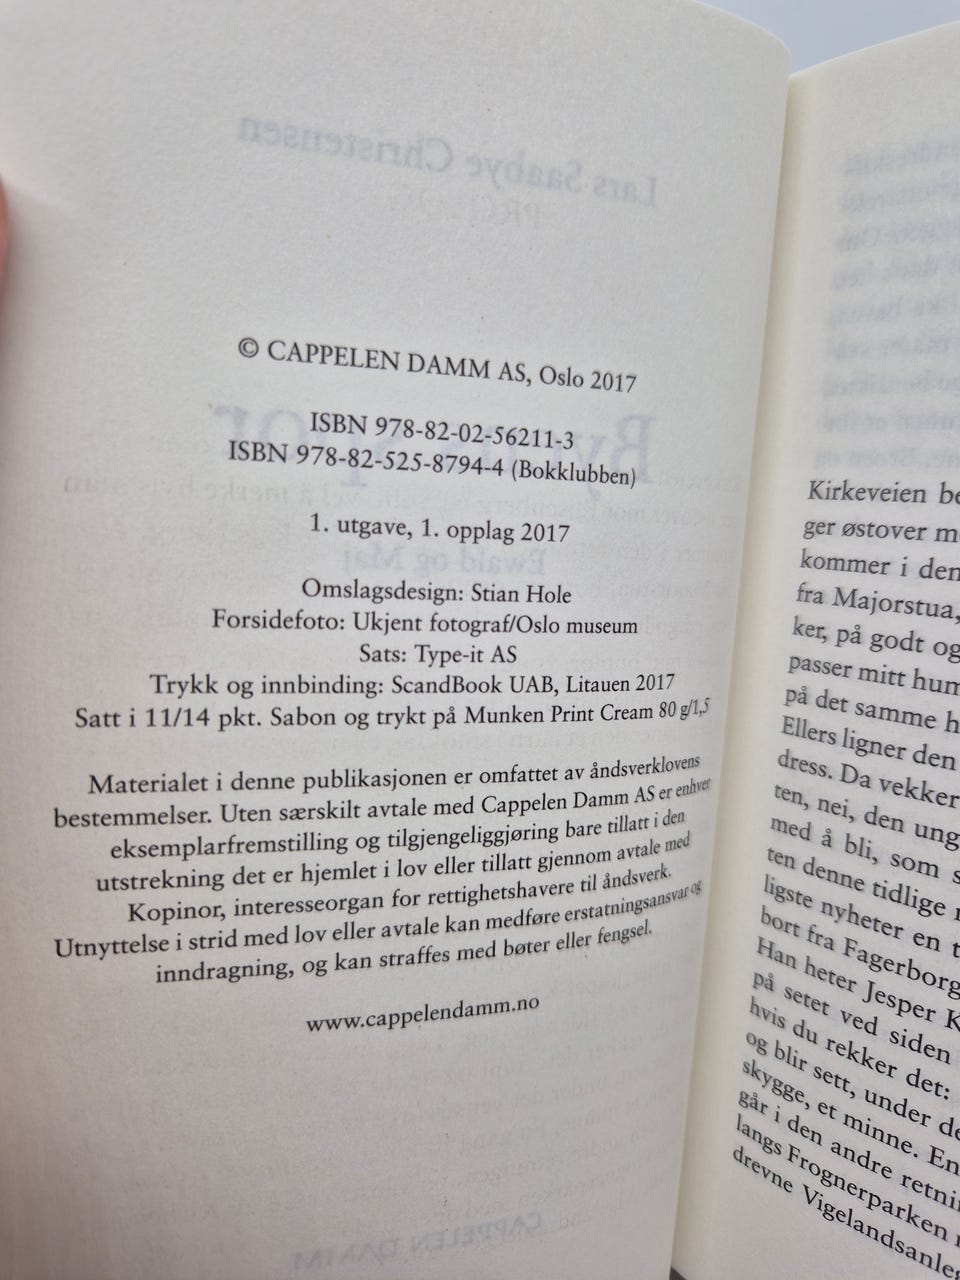 © CAPPELEN DAMM AS, Oslo 2017
ISBN 978-82-02-56211-3
ISBN 978-82-525-8794-4 (Bokklubben)
1. utgave, 1. opplag 2017
Omslagsdesign: Stian Hole
Forsidefoto: Ukjent fotograf/Oslo museum
Sats: Type-it AS
Trykk og innbinding: ScandBook UAB, Litauen 2017
Satt i 11/14 pkt. Sabon og trykt på Munken Print Cream 80 g/1,5
Materialet i denne publikasjonen er omfattet av åndsverklovens
bestemmelser. Uten særskilt avtale med Cappelen Damm AS er enhver
eksemplarfremstilling og tilgjengeliggjøring bare tillatt i den
utstrekning det er hjemlet i lov eller tillatt gjennom avtale med
Kopinor, interesseorgan for rettighetshavere til åndsverk.
Utnyttelse i strid med lov eller avtale kan medføre erstatningsansvar og
inndragning, og kan straffes med bøter eller fengsel.
www.cappelendamm.no
Lars Saabye Christensen
Ewald og Maj
CAPPELEN DAMM
Kirkeveien be
ger østover m
kommer i den
fra Majorstua,
ker, på godt og
passer mitt hum
på det samme h
Ellers ligner den
dress. Da vekker
ten, nei, den ung
med å bli, som s
ten denne tidlige
ligste nyheter en t
bort fra Fagerborg
Han heter Jesper K
på setet ved siden
hvis du rekker det:
og blir sett, under de
skygge, et minne. En
går i den andre retni
langs Frognerparken
drevne Vigelandsanle